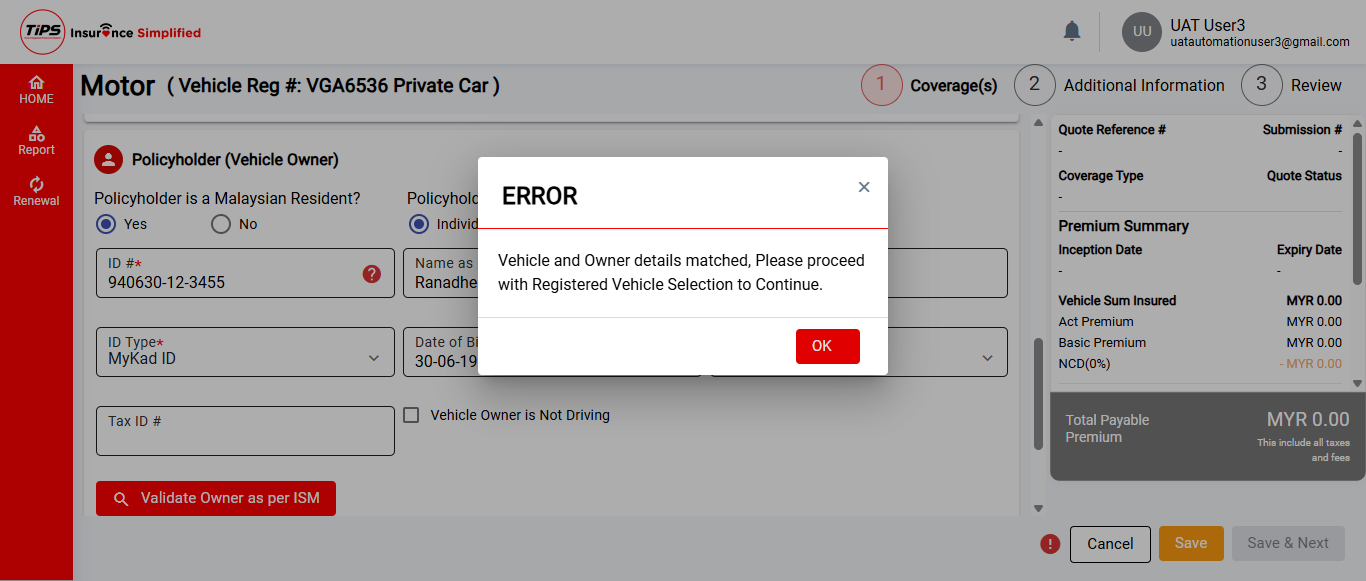 TiPS Insurance Simplified
UU
UAT User3
uatautomationuser3@gmail.com
HOME
Report
Renewal
Motor ( Vehicle Reg #: VGA6536 Private Car )
1 Coverage(s) 2 Additional Information 3 Review
Policyholder (Vehicle Owner)
Policyholder is a Malaysian Resident?
Yes No
Policyhold
Individ
ID #*
940630-12-3455
?
Name as
Ranadhe
ID Type*
MyKad ID
Date of Bi
30-06-19
Tax ID #
Vehicle Owner is Not Driving
Validate Owner as per ISM
ERROR
×
Vehicle and Owner details matched, Please proceed
with Registered Vehicle Selection to Continue.
OK
Quote Reference # Submission #
- -
Coverage Type Quote Status
-
Premium Summary
Inception Date Expiry Date
- -
Vehicle Sum Insured MYR 0.00
Act Premium MYR 0.00
Basic Premium MYR 0.00
NCD(0%) - MYR 0.00
Total Payable
Premium
MYR 0.00
This include all taxes
and fees
!
Cancel Save Save & Next